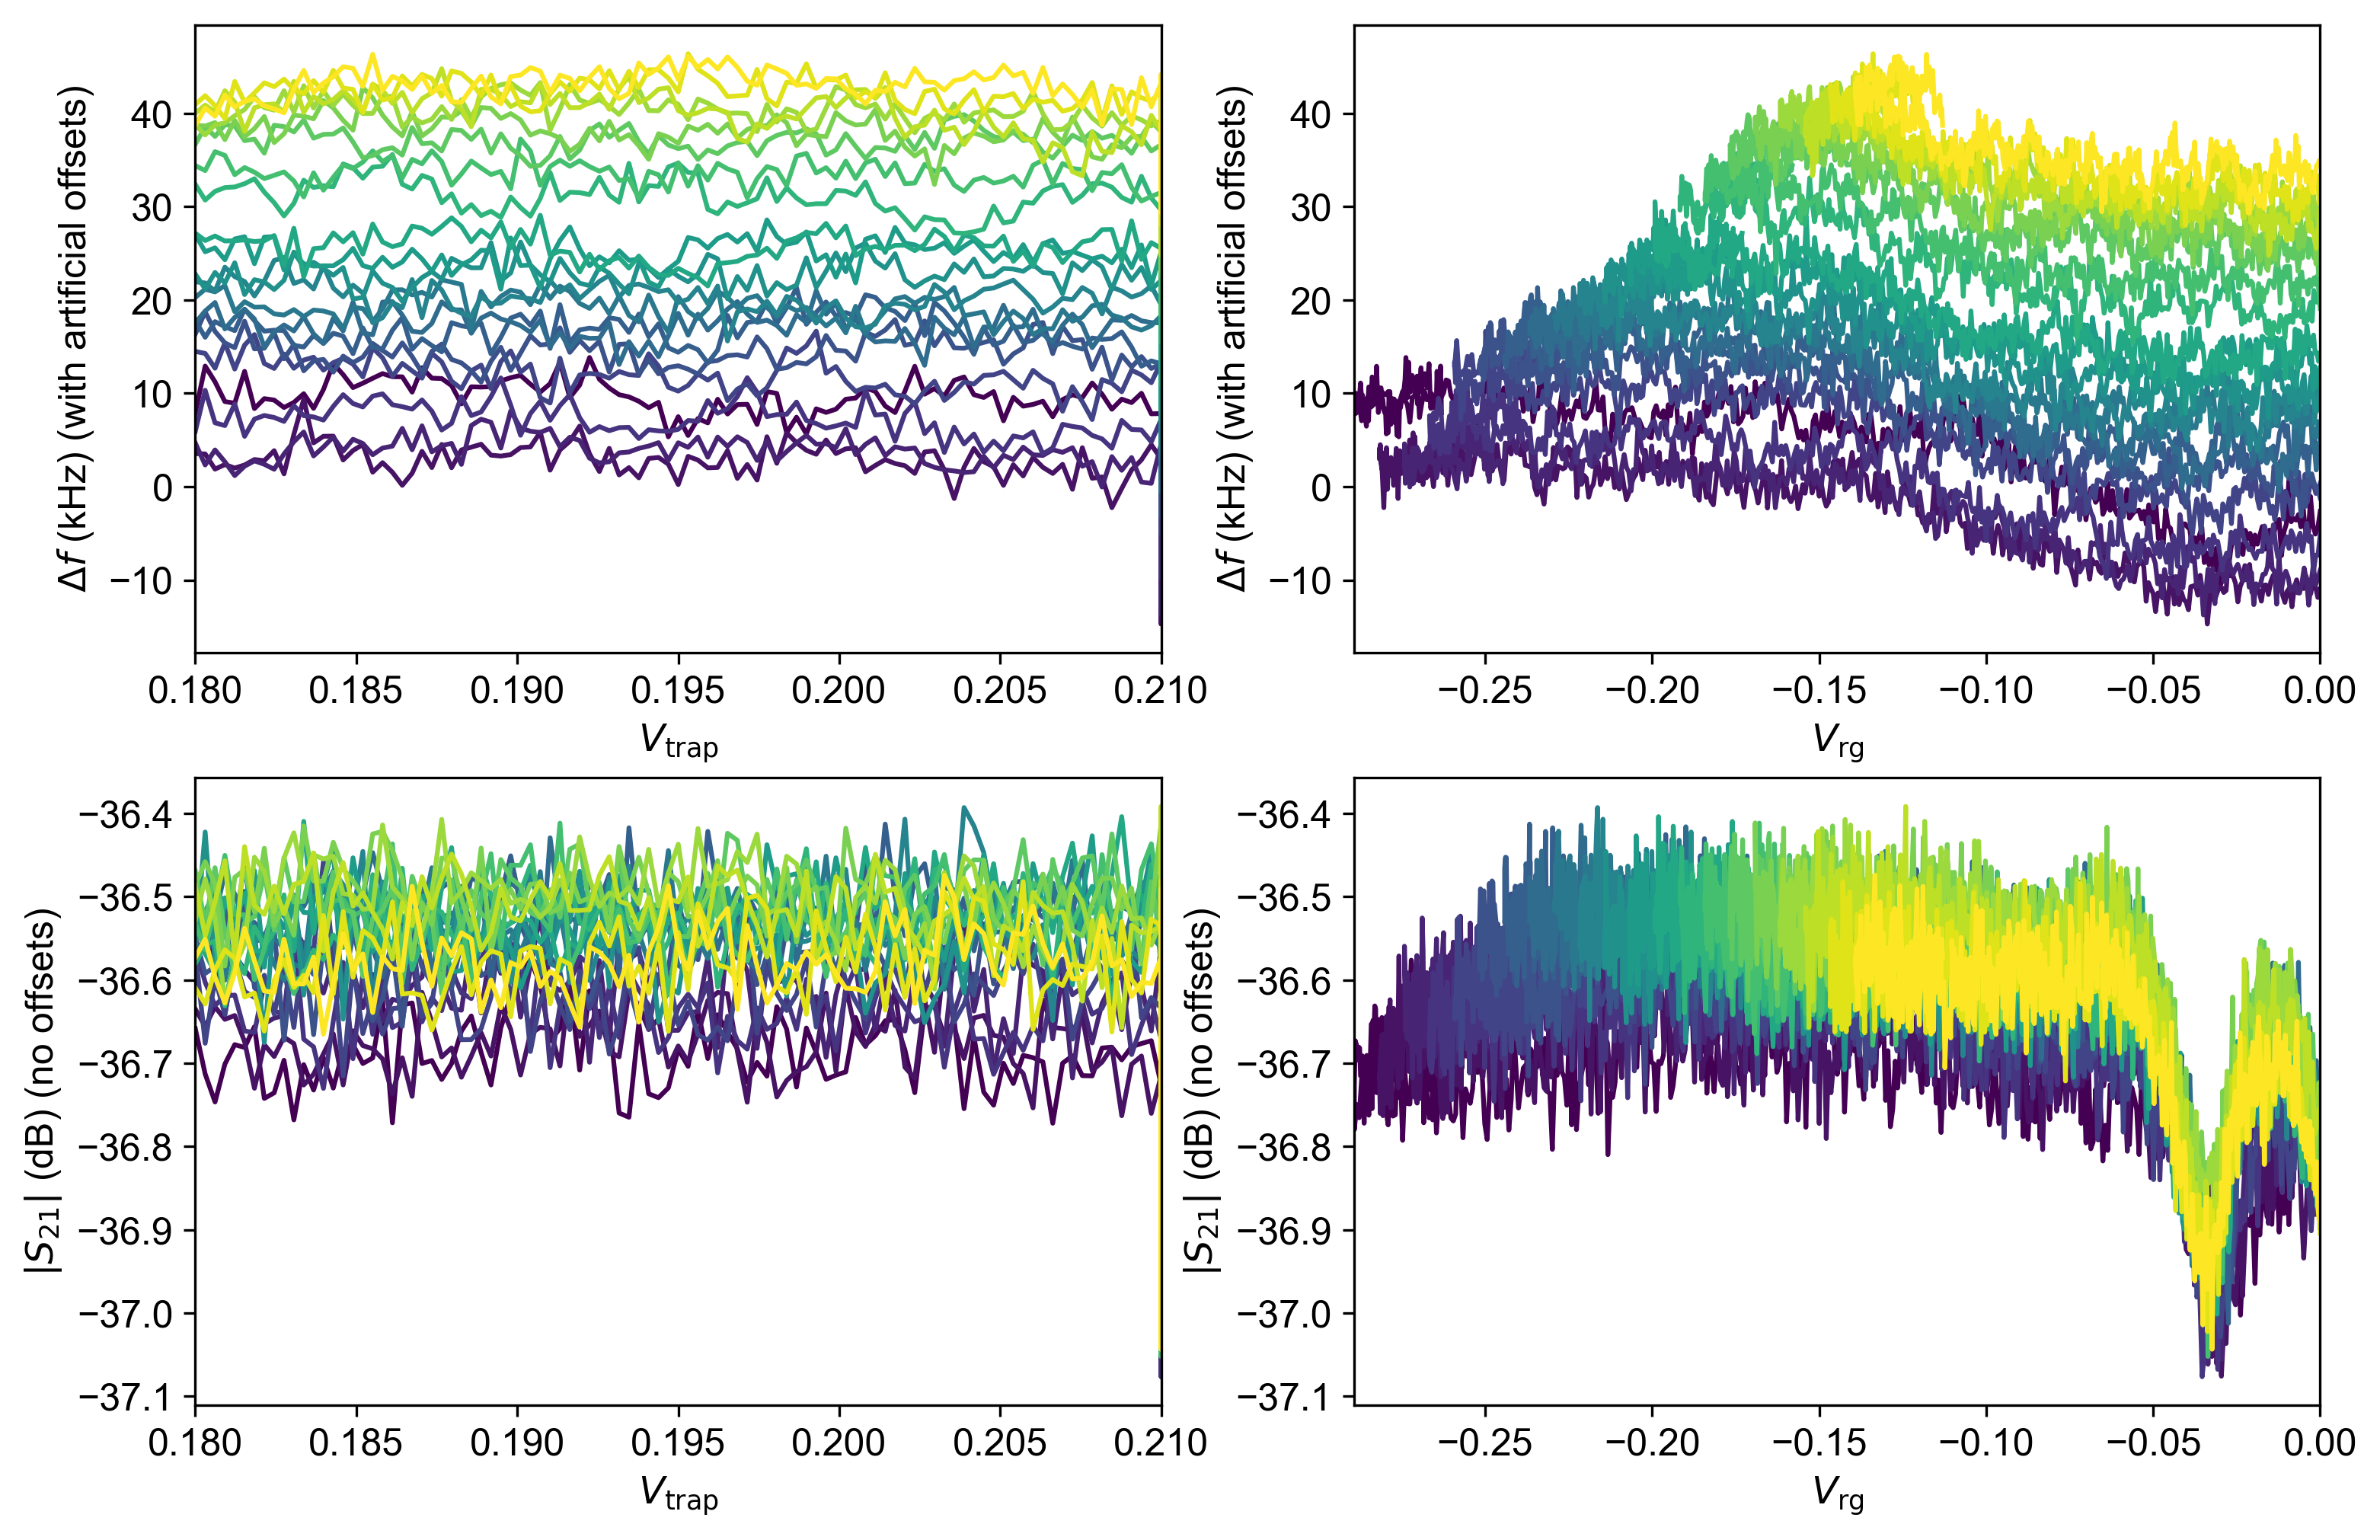 Δf (kHz) (with artificial offsets)
40
30
20
10
0
−10
0.180 0.185 0.190 0.195 0.200 0.205 0.210
V_trap
Δf (kHz) (with artificial offsets)
40
30
20
10
0
−10
−0.25 −0.20 −0.15 −0.10 −0.05 0.00
V_rg
|S_21| (dB) (no offsets)
−36.4
−36.5
−36.6
−36.7
−36.8
−36.9
−37.0
−37.1
0.180 0.185 0.190 0.195 0.200 0.205 0.210
V_trap
|S_21| (dB) (no offsets)
−36.4
−36.5
−36.6
−36.7
−36.8
−36.9
−37.0
−37.1
−0.25 −0.20 −0.15 −0.10 −0.05 0.00
V_rg